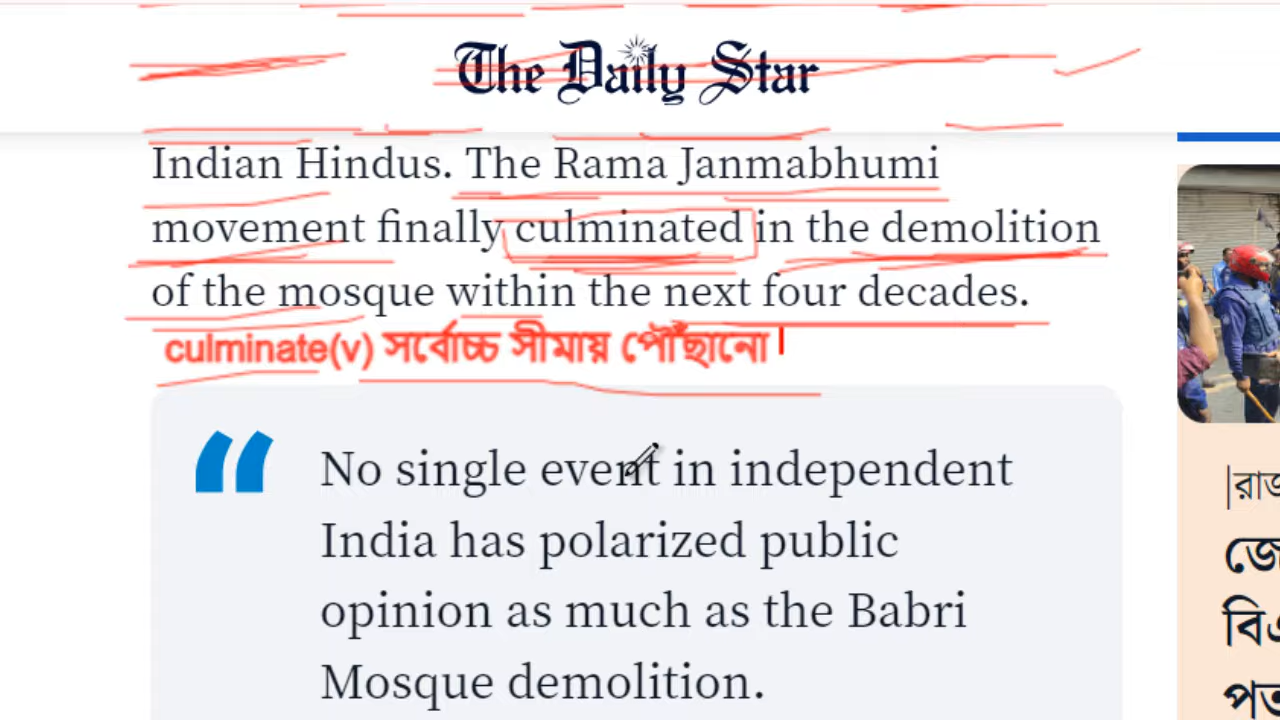 The Daily Star
Indian Hindus. The Rama Janmabhumi
movement finally culminated in the demolition
of the mosque within the next four decades.
culminate(v) সর্বোচ্চ সীমায় পৌঁছানো।
No single event in independent
India has polarized public
opinion as much as the Babri
Mosque demolition.